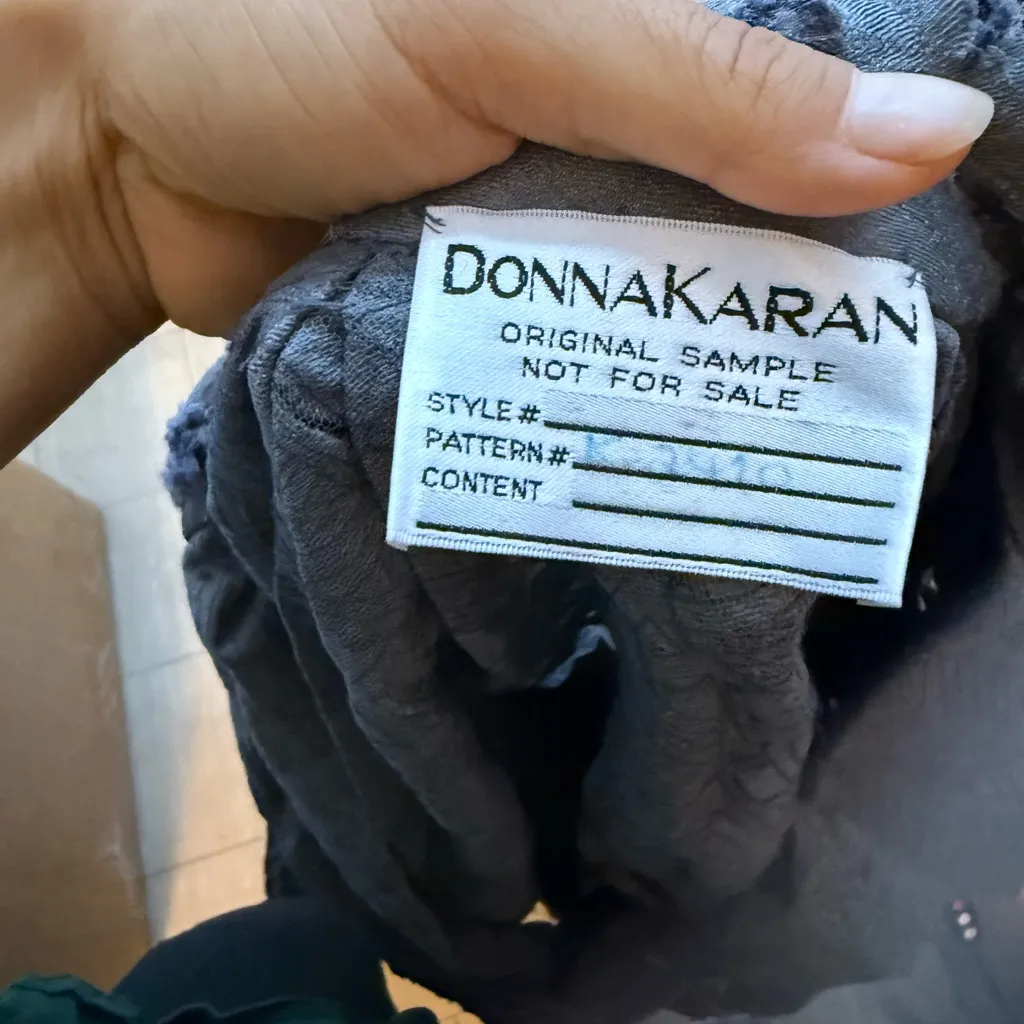 DONNAKARAN
ORIGINAL SAMPLE
NOT FOR SALE
STYLE#
PATTERN#
CONTENT